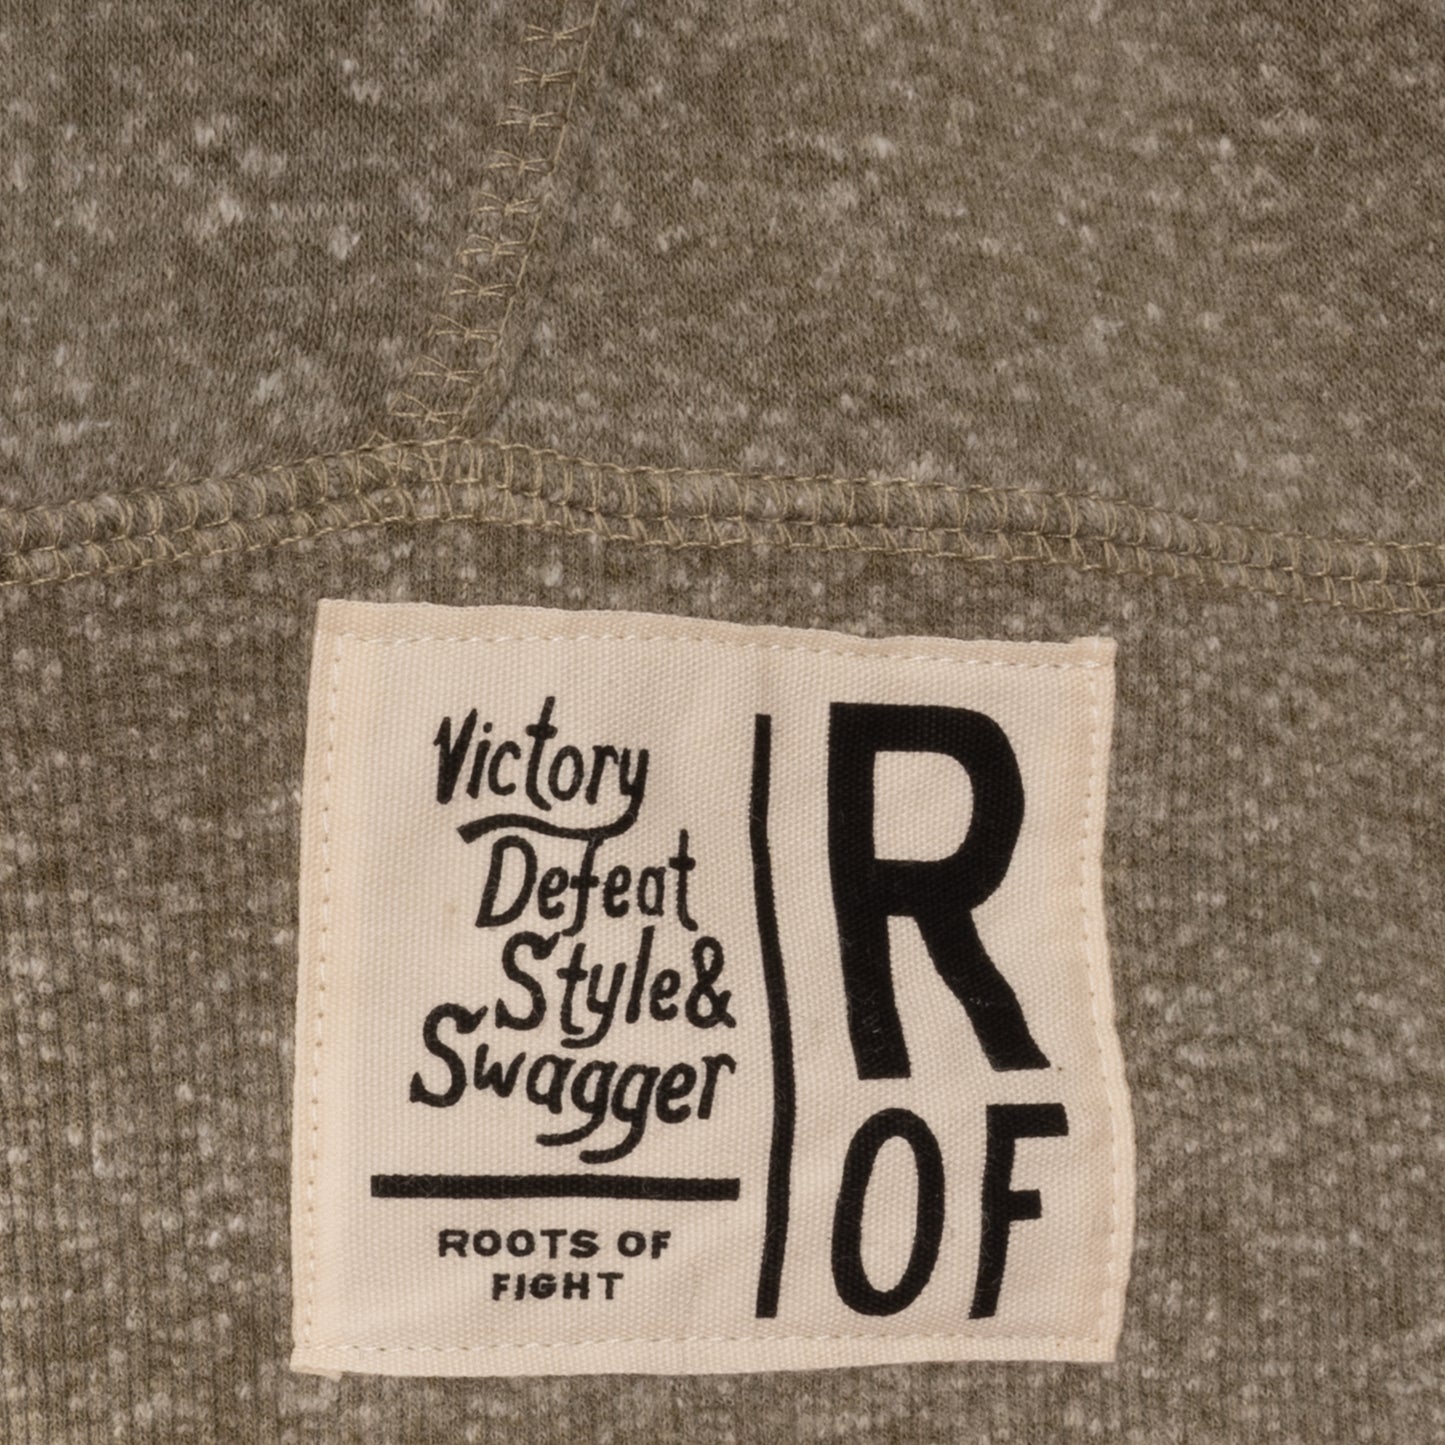 Victory
Defeat
Style &
Swagger
ROOTS OF
FIGHT
R
OF